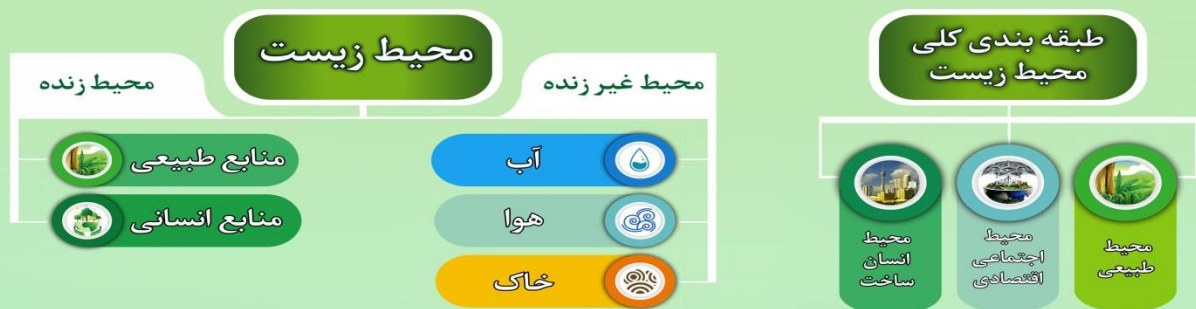 طبقه بندی کلی
محیط زیست
محیط
طبیعی
محیط
اجتماعی
اقتصادی
محیط
انسان
ساخت
محیط زیست
محیط غیر زنده
آب
هوا
خاک
محیط زنده
منابع طبیعی
منابع انسانی